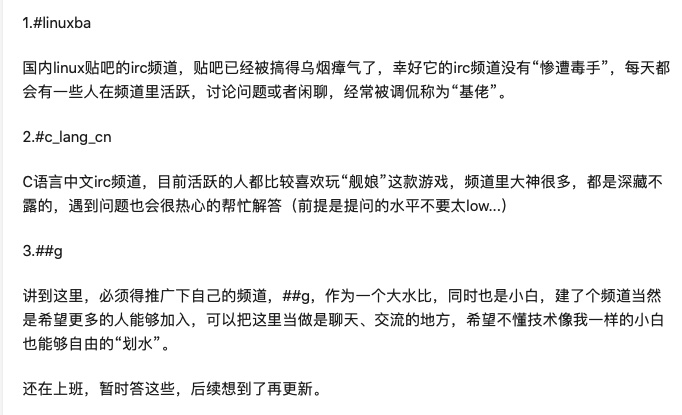 1.#linuxba
国内linux贴吧的irc频道，贴吧已经被搞得乌烟瘴气了，幸好它的irc频道没有“惨遭毒手”，每天都
会有一些人在频道里活跃，讨论问题或者闲聊，经常被调侃称为“基佬”。
2.#c_lang_cn
C语言中文irc频道，目前活跃的人都比较喜欢玩“舰娘”这款游戏，频道里大神很多，都是深藏不
露的，遇到问题也会很热心的帮忙解答（前提是提问的水平不要太low...）
3.##g
讲到这里，必须得推广下自己的频道，##g，作为一个大水比，同时也是小白，建了个频道当然
是希望更多的人能够加入，可以把这里当做是聊天、交流的地方，希望不懂技术像我一样的小白
也能够自由的“划水”。
还在上班，暂时答这些，后续想到了再更新。